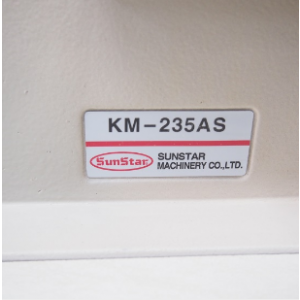 KM-235AS
SunStar
SUNSTAR
MACHINERY CO.,LTD.